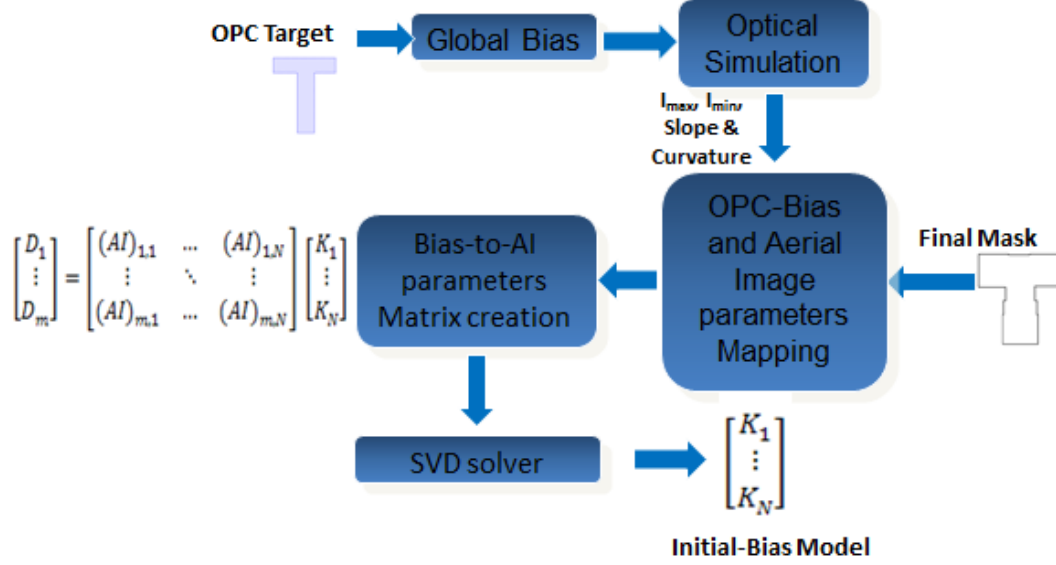 OPC Target
Global Bias
Optical
Simulation
Imax, Imin,
Slope &
Curvature
OPC-Bias
and Aerial
Image
parameters
Mapping
Final Mask
Bias-to-AI
parameters
Matrix creation
[D₁ ⋮ Dₘ] = [(AI)₁,₁ … (AI)₁,N ⋮ ⋱ ⋮ (AI)m,₁ … (AI)m,N] [K₁ ⋮ K_N]
SVD solver
[K₁ ⋮ K_N]
Initial-Bias Model